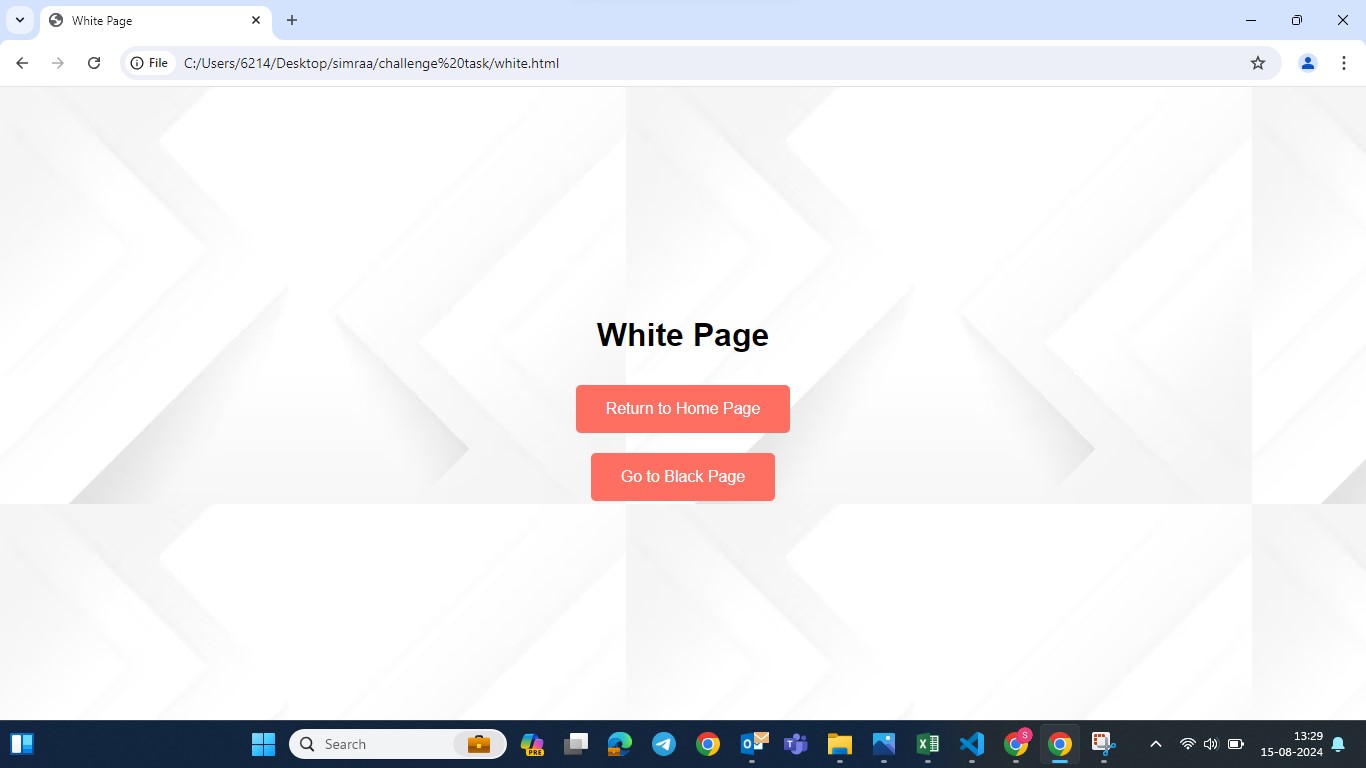 White Page
File
C:/Users/6214/Desktop/simraa/challenge%20task/white.html
White Page
Return to Home Page
Go to Black Page
Search
PRE
S
13:29
15-08-2024